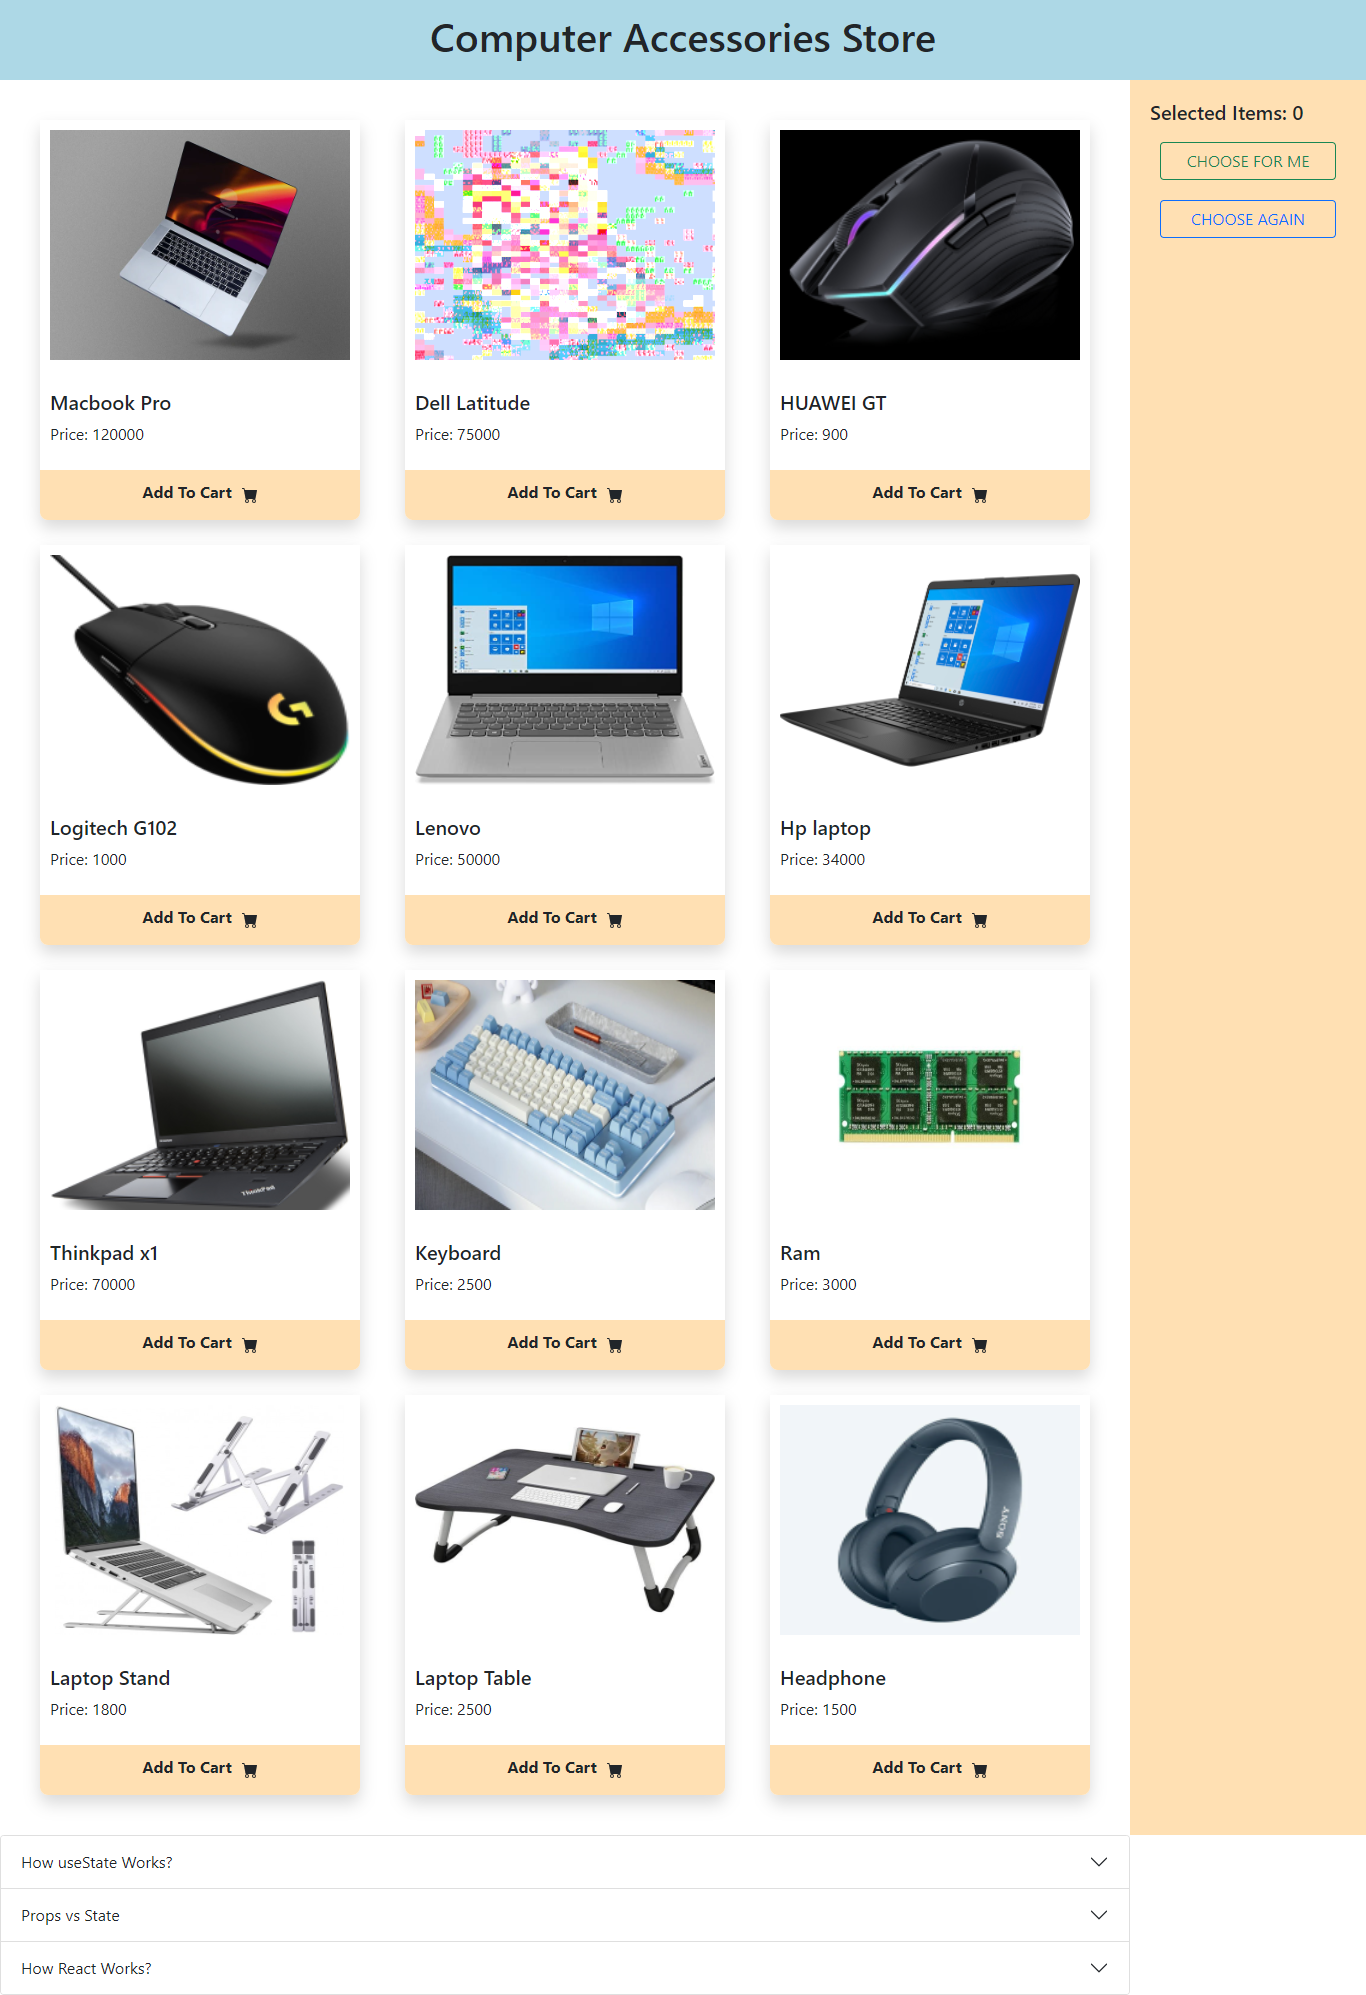 Computer Accessories Store
Selected Items: 0
CHOOSE FOR ME
CHOOSE AGAIN
Macbook Pro
Price: 120000
Add To Cart
Dell Latitude
Price: 75000
Add To Cart
HUAWEI GT
Price: 900
Add To Cart
Logitech G102
Price: 1000
Add To Cart
Lenovo
Price: 50000
Add To Cart
Hp laptop
Price: 34000
Add To Cart
ThinkPad
Thinkpad x1
Price: 70000
Add To Cart
Keyboard
Price: 2500
Add To Cart
Ram
Price: 3000
Add To Cart
Laptop Stand
Price: 1800
Add To Cart
Laptop Table
Price: 2500
Add To Cart
SONY
Headphone
Price: 1500
Add To Cart
How useState Works?
Props vs State
How React Works?